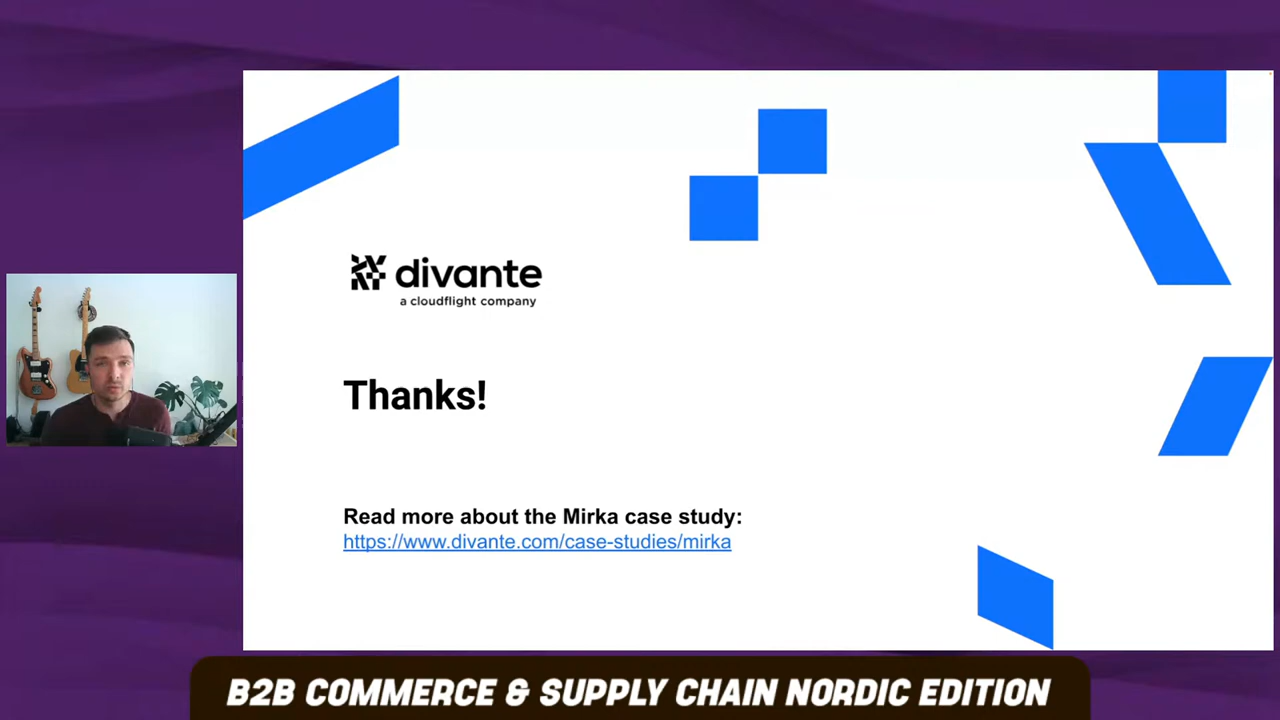 divante
a cloudflight company
Thanks!
Read more about the Mirka case study:
https://www.divante.com/case-studies/mirka
B2B COMMERCE & SUPPLY CHAIN NORDIC EDITION